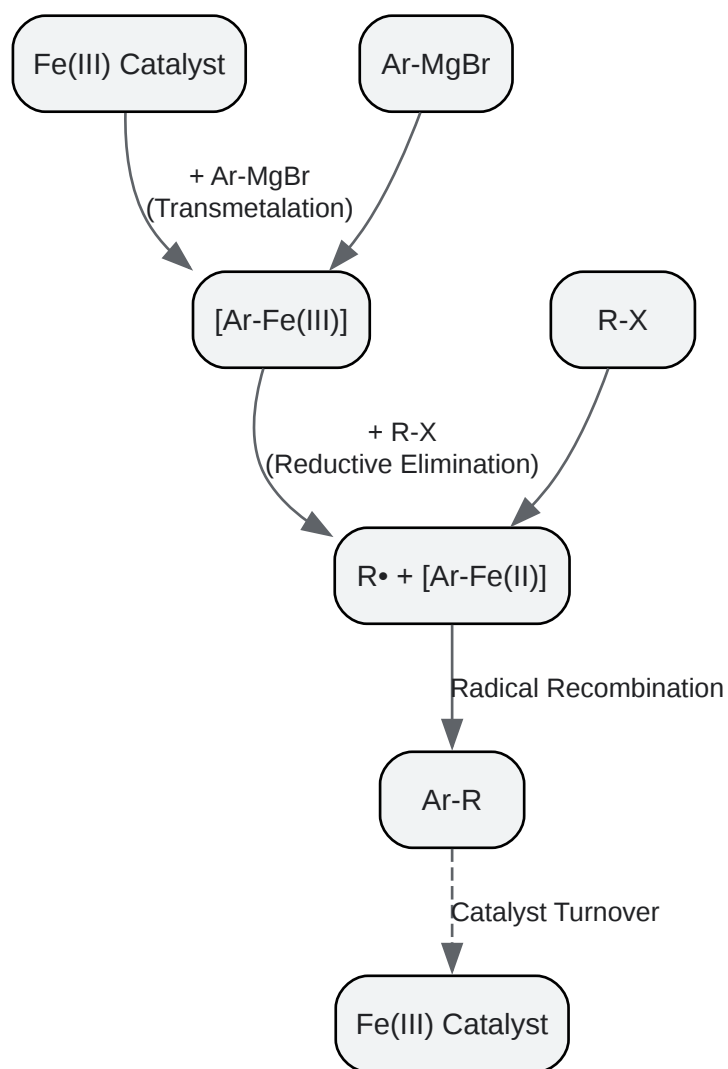 Fe(III) Catalyst
Ar-MgBr
+ Ar-MgBr
(Transmetalation)
[Ar-Fe(III)]
R-X
+ R-X
(Reductive Elimination)
R• + [Ar-Fe(II)]
Radical Recombination
Ar-R
Catalyst Turnover
Fe(III) Catalyst